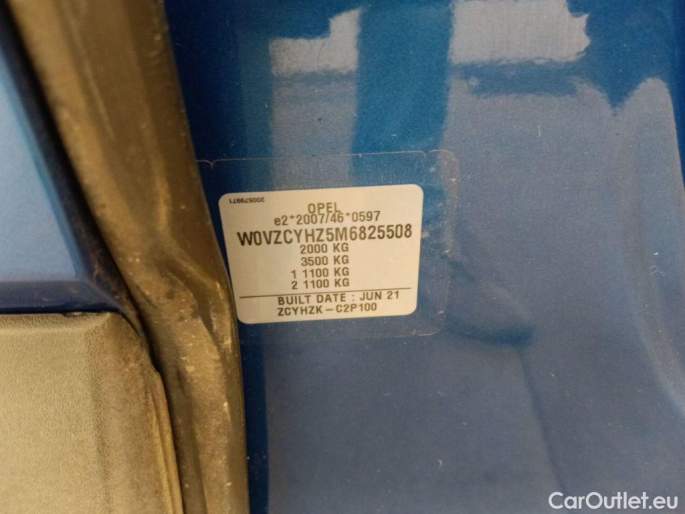 200579971
OPEL
e2*2007/46*0597
W0VZCYHZ5M6825508
2000 KG
3500 KG
1 1100 KG
2 1100 KG
BUILT DATE : JUN 21
ZCYHZK-C2P100
CarOutlet.eu